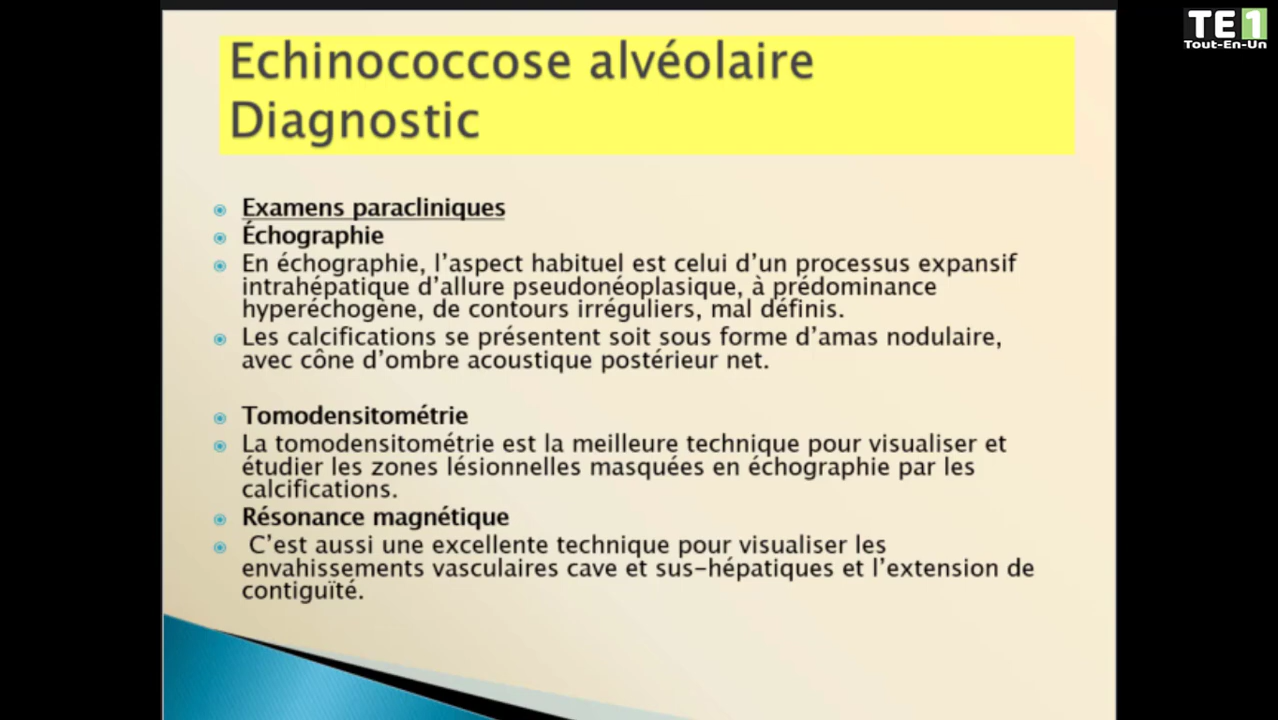 TE1
Tout-En-Un
Echinococcose alvéolaire
Diagnostic
Examens paracliniques
Échographie
En échographie, l’aspect habituel est celui d’un processus expansif
intrahépatique d’allure pseudonéoplasique, à prédominance
hyperéchogène, de contours irréguliers, mal définis.
Les calcifications se présentent soit sous forme d’amas nodulaire,
avec cône d’ombre acoustique postérieur net.
Tomodensitométrie
La tomodensitométrie est la meilleure technique pour visualiser et
étudier les zones lésionnelles masquées en échographie par les
calcifications.
Résonance magnétique
C’est aussi une excellente technique pour visualiser les
envahissements vasculaires cave et sus-hépatiques et l’extension de
contiguïté.